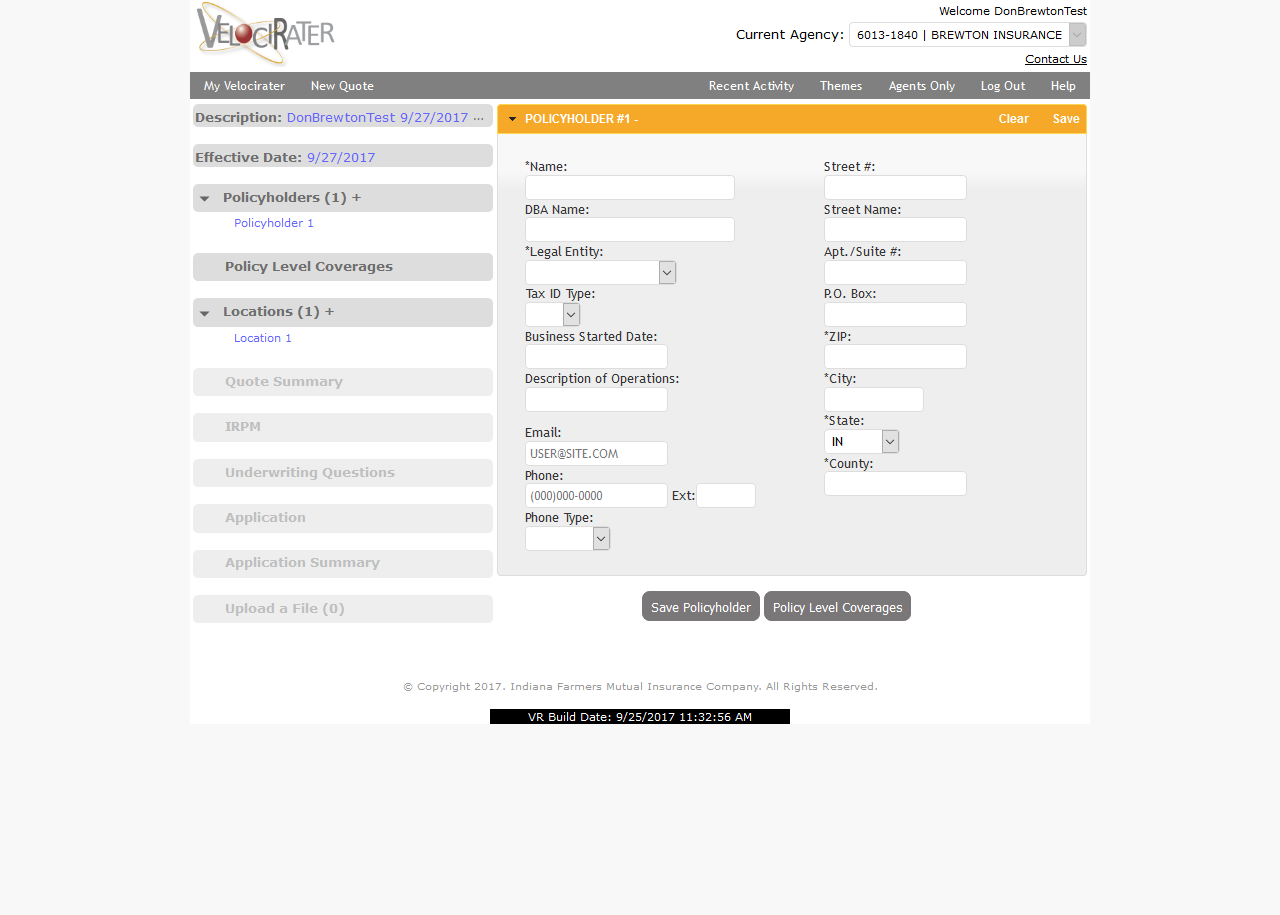 VELOCIRATER
Welcome DonBrewtonTest
Current Agency: 6013-1840 | BREWTON INSURANCE
Contact Us
My Velocirater New Quote Recent Activity Themes Agents Only Log Out Help
Description: DonBrewtonTest 9/27/2017 ...
Effective Date: 9/27/2017
Policyholders (1) +
Policyholder 1
Policy Level Coverages
Locations (1) +
Location 1
Quote Summary
IRPM
Underwriting Questions
Application
Application Summary
Upload a File (0)
POLICYHOLDER #1 - Clear Save
*Name:
DBA Name:
*Legal Entity:
Tax ID Type:
Business Started Date:
Description of Operations:
Email:
USER@SITE.COM
Phone:
(000)000-0000 Ext:
Phone Type:
Street #:
Street Name:
Apt./Suite #:
P.O. Box:
*ZIP:
*City:
*State:
IN
*County:
Save Policyholder Policy Level Coverages
© Copyright 2017. Indiana Farmers Mutual Insurance Company. All Rights Reserved.
VR Build Date: 9/25/2017 11:32:56 AM